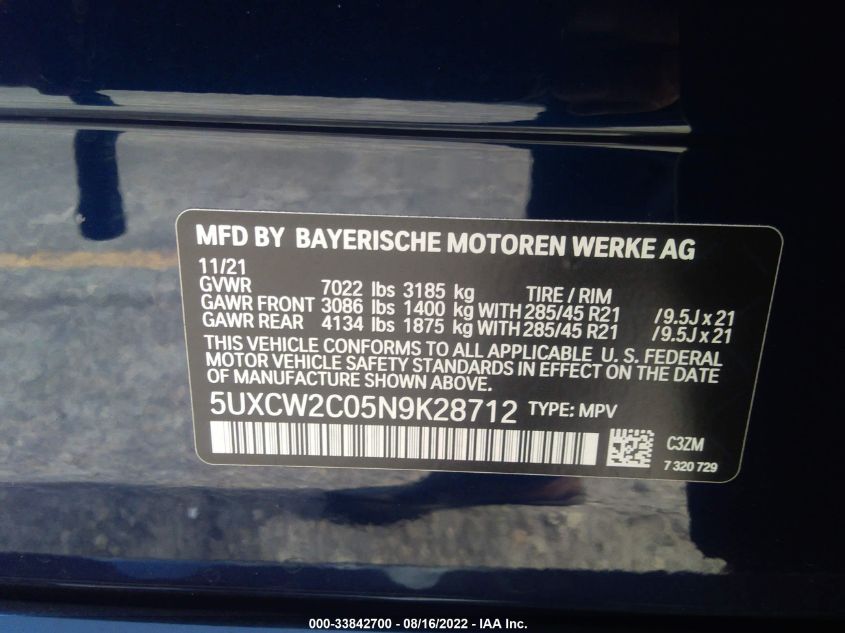 MFD BY BAYERISCHE MOTOREN WERKE AG
11/21
GVWR 7022 lbs 3185 kg TIRE / RIM
GAWR FRONT 3086 lbs 1400 kg WITH 285/45 R21 / 9.5J x 21
GAWR REAR 4134 lbs 1875 kg WITH 285/45 R21 / 9.5J x 21
THIS VEHICLE CONFORMS TO ALL APPLICABLE U. S. FEDERAL
MOTOR VEHICLE SAFETY STANDARDS IN EFFECT ON THE DATE
OF MANUFACTURE SHOWN ABOVE.
5UXCW2C05N9K28712 TYPE: MPV
C3ZM
7 320 729
000-33842700 - 08/16/2022 - IAA Inc.